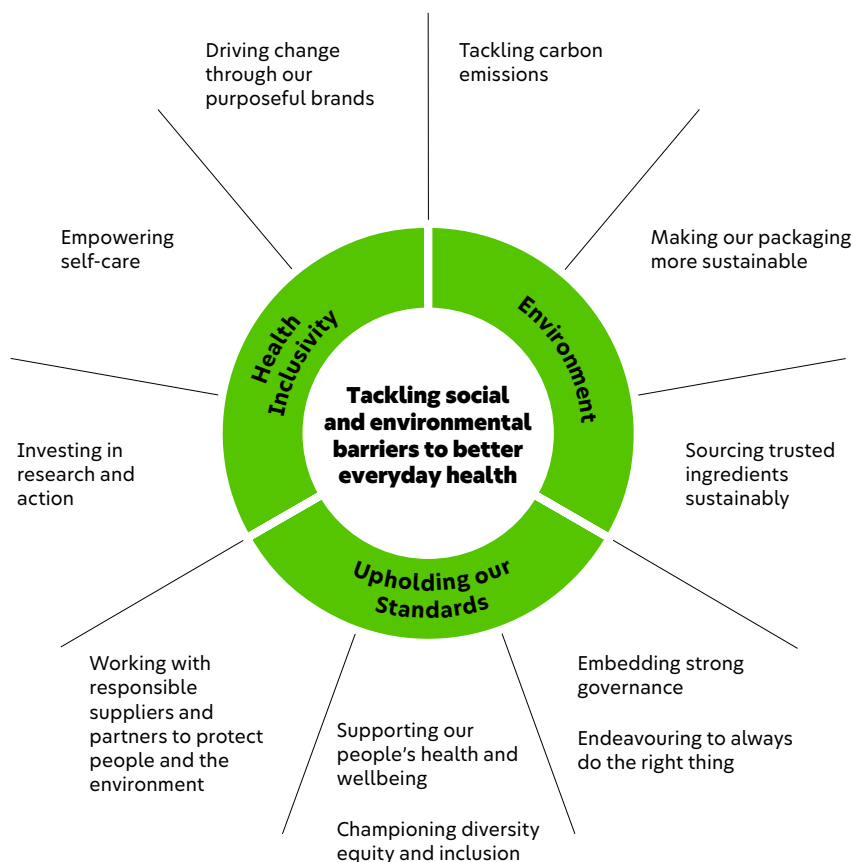 Driving change
through our
purposeful brands
Tackling carbon
emissions
Empowering
self-care
Making our packaging
more sustainable
Health
Inclusivity
Environment
Tackling social
and environmental
barriers to better
everyday health
Investing in
research and
action
Sourcing trusted
ingredients
sustainably
Upholding our
Standards
Working with
responsible
suppliers and
partners to protect
people and the
environment
Supporting our
people's health and
wellbeing
Championing diversity
equity and inclusion
Embedding strong
governance
Endeavouring to always
do the right thing